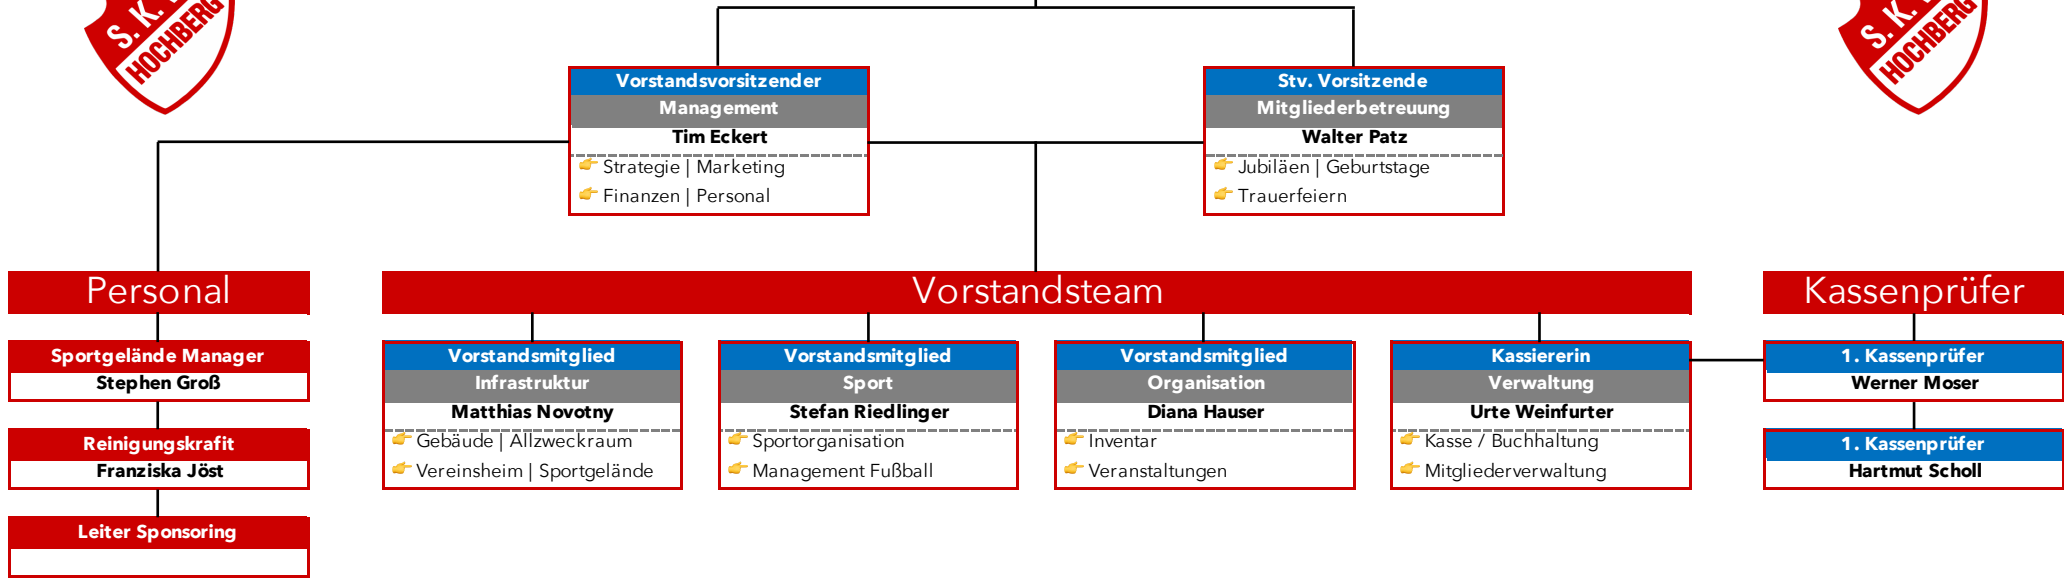 S. K.
HOCHBERG
S. K.
HOCHBERG
Vorstandsvorsitzender
Management
Tim Eckert
👉 Strategie | Marketing
👉 Finanzen | Personal
Stv. Vorsitzende
Mitgliederbetreuung
Walter Patz
👉 Jubiläen | Geburtstage
👉 Trauerfeiern
Personal
Sportgelände Manager
Stephen Groß
Reinigungskrafit
Franziska Jöst
Leiter Sponsoring
Vorstandsteam
Vorstandsmitglied
Infrastruktur
Matthias Novotny
👉 Gebäude | Allzweckraum
👉 Vereinsheim | Sportgelände
Vorstandsmitglied
Sport
Stefan Riedlinger
👉 Sportorganisation
👉 Management Fußball
Vorstandsmitglied
Organisation
Diana Hauser
👉 Inventar
👉 Veranstaltungen
Kassiererin
Verwaltung
Urte Weinfurter
👉 Kasse / Buchhaltung
👉 Mitgliederverwaltung
Kassenprüfer
1. Kassenprüfer
Werner Moser
1. Kassenprüfer
Hartmut Scholl